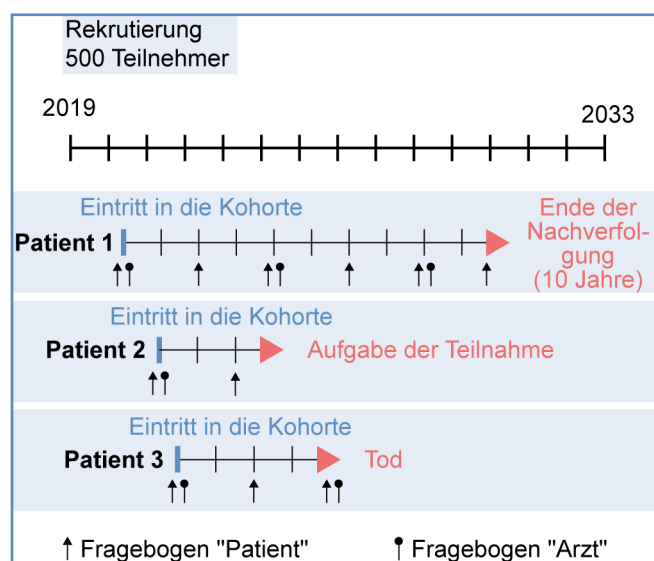 Rekrutierung
500 Teilnehmer
2019
2033
Eintritt in die Kohorte
Patient 1
Ende der
Nachverfol-
gung
(10 Jahre)
Eintritt in die Kohorte
Patient 2
Aufgabe der Teilnahme
Eintritt in die Kohorte
Patient 3
Tod
Fragebogen "Patient"
Fragebogen "Arzt"